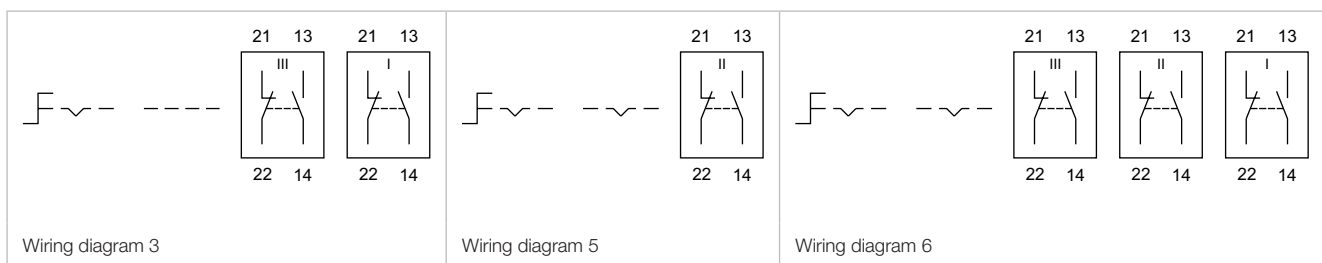 21 13 21 13
III I
22 14 22 14
Wiring diagram 3
21 13
II
22 14
Wiring diagram 5
21 13 21 13 21 13
III II I
22 14 22 14 22 14
Wiring diagram 6